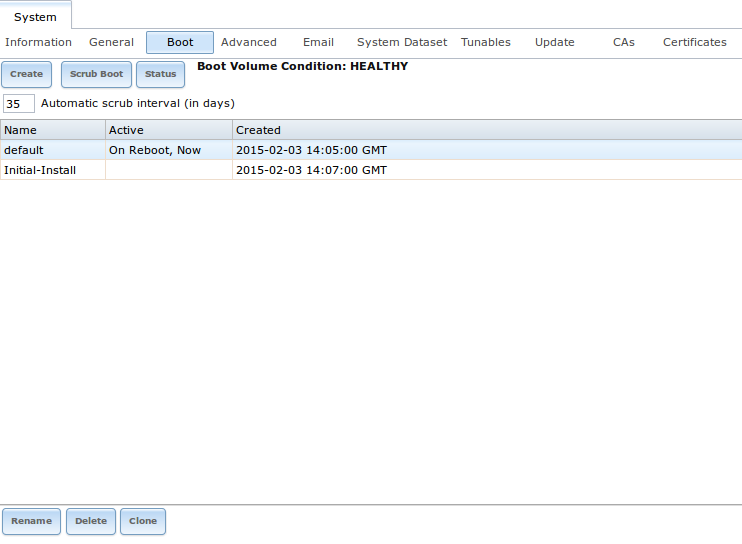 System
Information General Boot Advanced Email System Dataset Tunables Update CAs Certificates
Create Scrub Boot Status Boot Volume Condition: HEALTHY
35 Automatic scrub interval (in days)
Name Active Created
default On Reboot, Now 2015-02-03 14:05:00 GMT
Initial-Install 2015-02-03 14:07:00 GMT
Rename Delete Clone